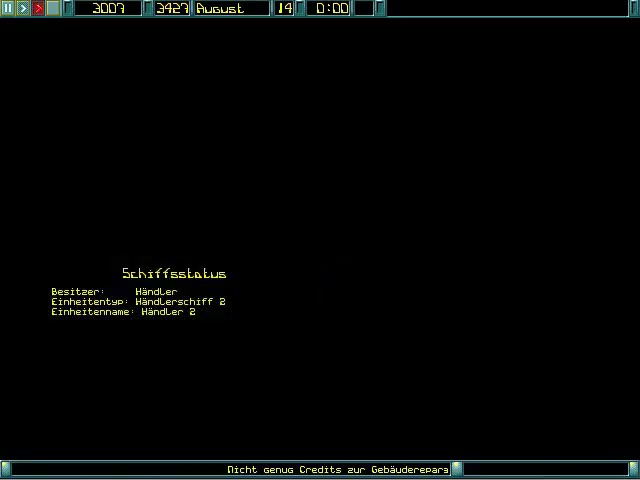 3007 3427 August 14 0:00
Schiffsstatus
Besitzer: Händler
Einheitentyp: Händlerschiff 2
Einheitenname: Händler 2
Nicht genug Credits zur Gebäuderepara